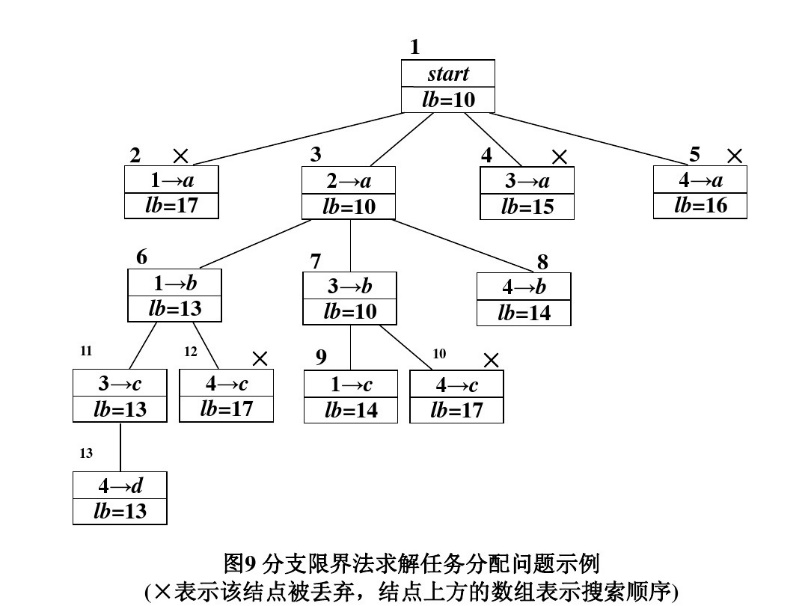 1
start
lb=10
2 × 3 4 × 5 ×
1→a 2→a 3→a 4→a
lb=17 lb=10 lb=15 lb=16
6 7 8
1→b 3→b 4→b
lb=13 lb=10 lb=14
11 12 × 9 10 ×
3→c 4→c 1→c 4→c
lb=13 lb=17 lb=14 lb=17
13
4→d
lb=13
图9 分支限界法求解任务分配问题示例
(×表示该结点被丢弃，结点上方的数组表示搜索顺序)